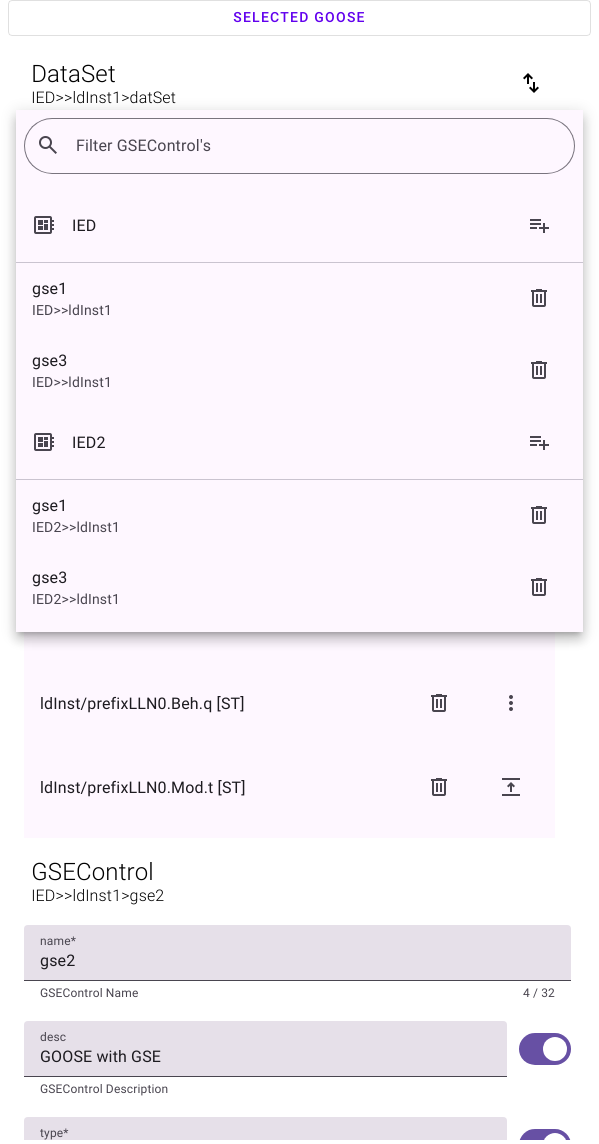 SELECTED GOOSE
DataSet
IED>>ldInst1>datSet
Filter GSEControl's
IED
gse1
IED>>ldInst1
gse3
IED>>ldInst1
IED2
gse1
IED2>>ldInst1
gse3
IED2>>ldInst1
ldInst/prefixLLN0.Beh.q [ST]
ldInst/prefixLLN0.Mod.t [ST]
GSEControl
IED>>ldInst1>gse2
name*
gse2
GSEControl Name 4 / 32
desc
GOOSE with GSE
GSEControl Description
type*